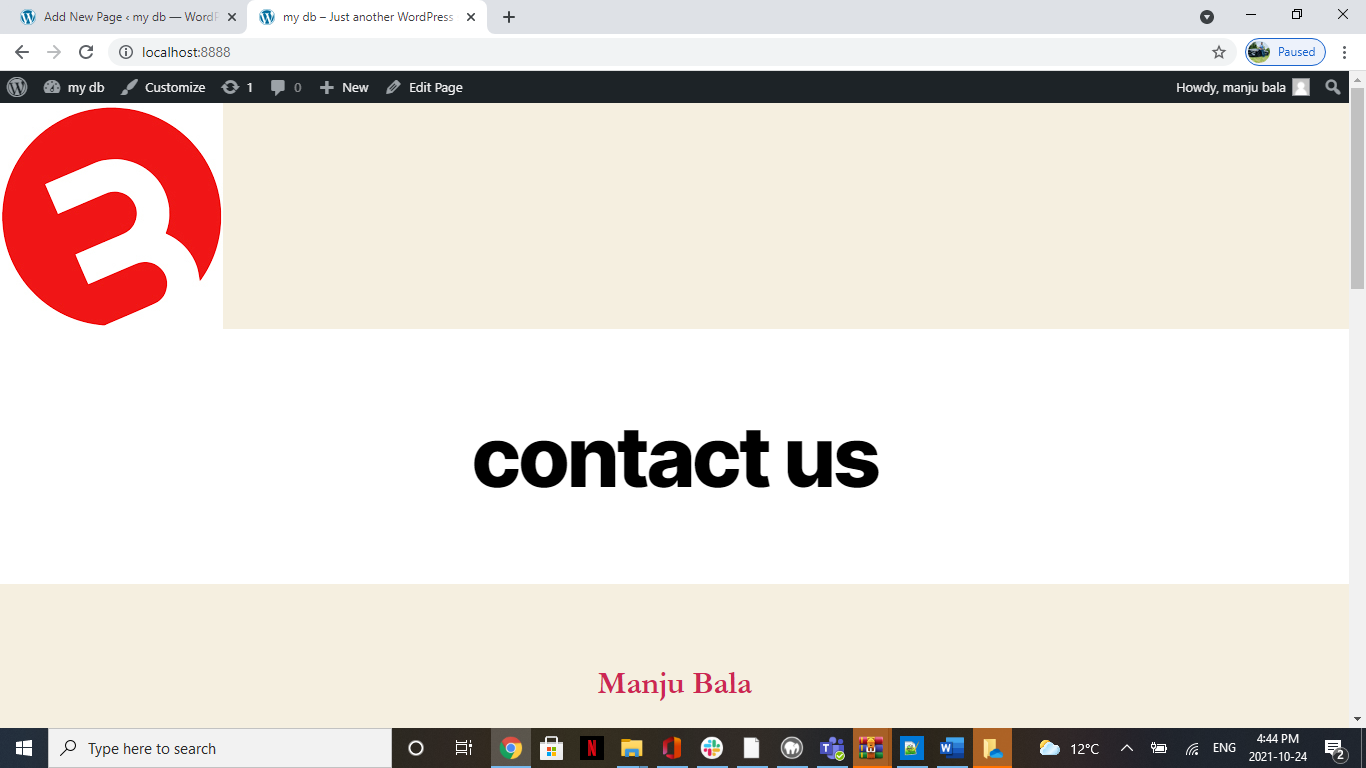 Add New Page ‹ my db — WordP
my db – Just another WordPress
localhost:8888
Paused
my db
Customize
1
0
New
Edit Page
Howdy, manju bala
contact us
Manju Bala
Type here to search
12°C
ENG
4:44 PM
2021-10-24
2